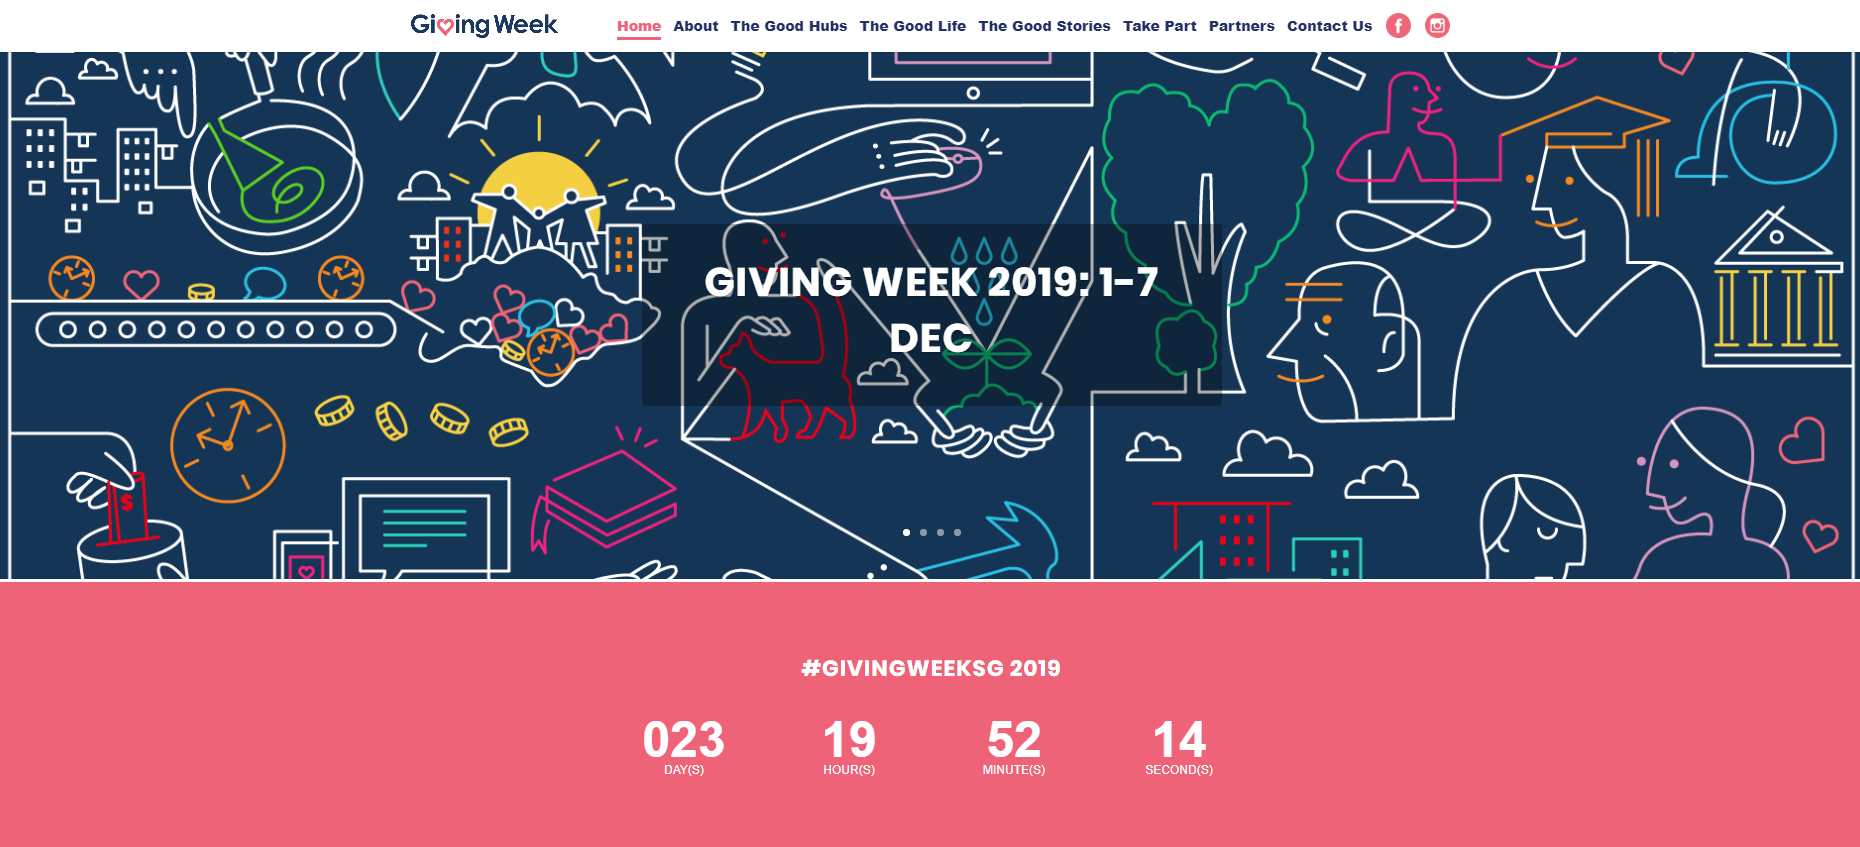 Giving Week
Home About The Good Hubs The Good Life The Good Stories Take Part Partners Contact Us
GIVING WEEK 2019: 1-7
DEC
$
#GIVINGWEEKSG 2019
023 19 52 14
DAY(S) HOUR(S) MINUTE(S) SECOND(S)